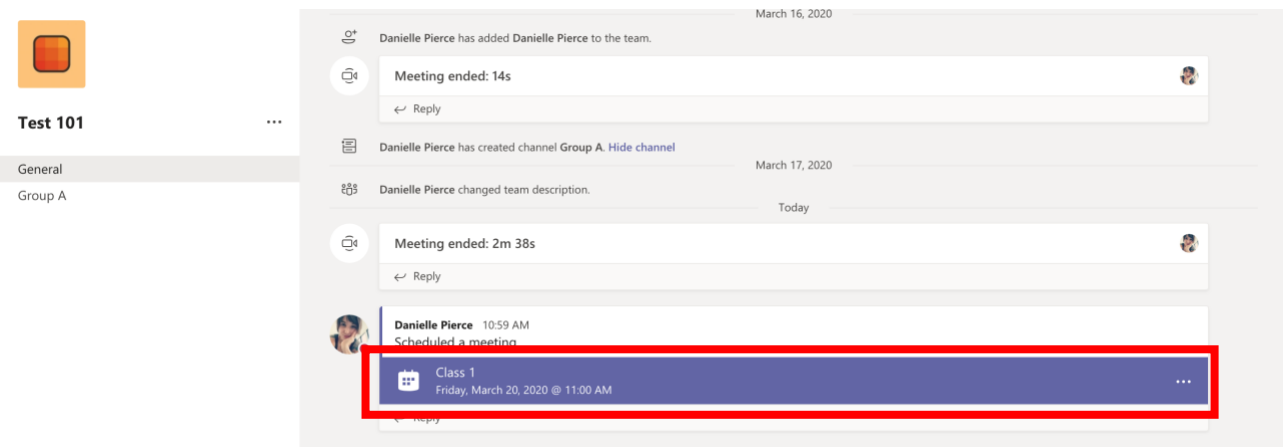 Test 101
General
Group A
March 16, 2020
Danielle Pierce has added Danielle Pierce to the team.
Meeting ended: 14s
Reply
Danielle Pierce has created channel Group A. Hide channel
March 17, 2020
Danielle Pierce changed team description.
Today
Meeting ended: 2m 38s
Reply
Danielle Pierce 10:59 AM
Scheduled a meeting
Class 1
Friday, March 20, 2020 @ 11:00 AM
Reply